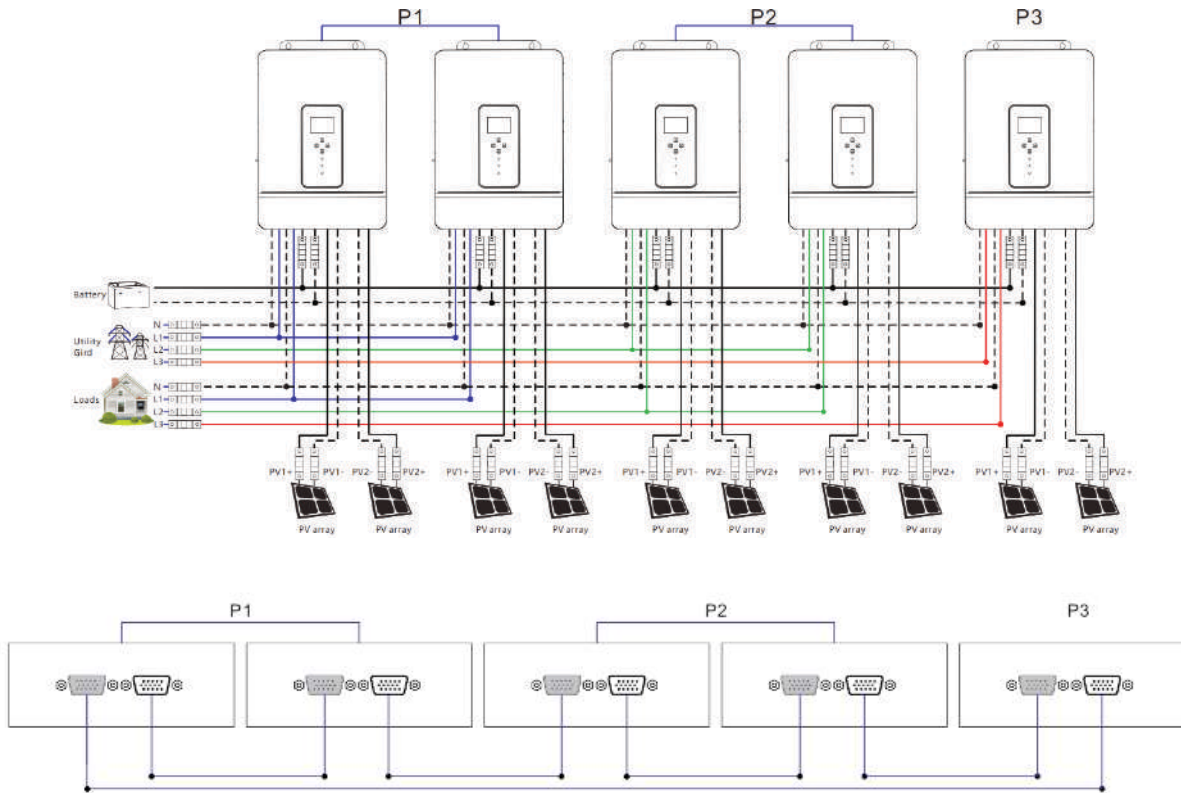 P1 P2 P3
Battery
N
Utility L1
Gird L2
L3
N
Loads L1
L2
L3
PV1+ PV1- PV2- PV2+ PV1+ PV1- PV2- PV2+ PV1+ PV1- PV2- PV2+ PV1+ PV1- PV2- PV2+ PV1+ PV1- PV2- PV2+
PV array PV array PV array PV array PV array PV array PV array PV array PV array PV array
P1 P2 P3